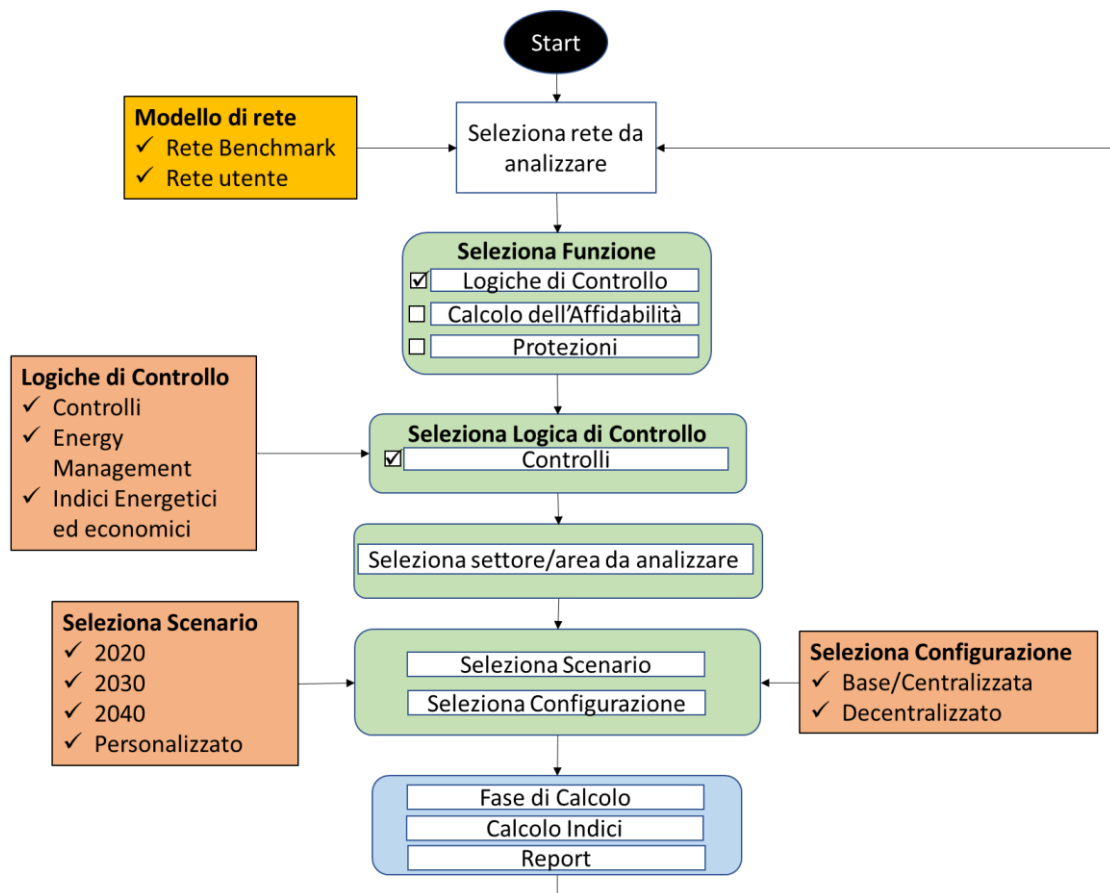 Start
Modello di rete
✓ Rete Benchmark
✓ Rete utente
Seleziona rete da
analizzare
Seleziona Funzione
☑ Logiche di Controllo
☐ Calcolo dell'Affidabilità
☐ Protezioni
Logiche di Controllo
✓ Controlli
✓ Energy
Management
✓ Indici Energetici
ed economici
Seleziona Logica di Controllo
☑ Controlli
Seleziona settore/area da analizzare
Seleziona Scenario
✓ 2020
✓ 2030
✓ 2040
✓ Personalizzato
Seleziona Scenario
Seleziona Configurazione
Seleziona Configurazione
✓ Base/Centralizzata
✓ Decentralizzato
Fase di Calcolo
Calcolo Indici
Report